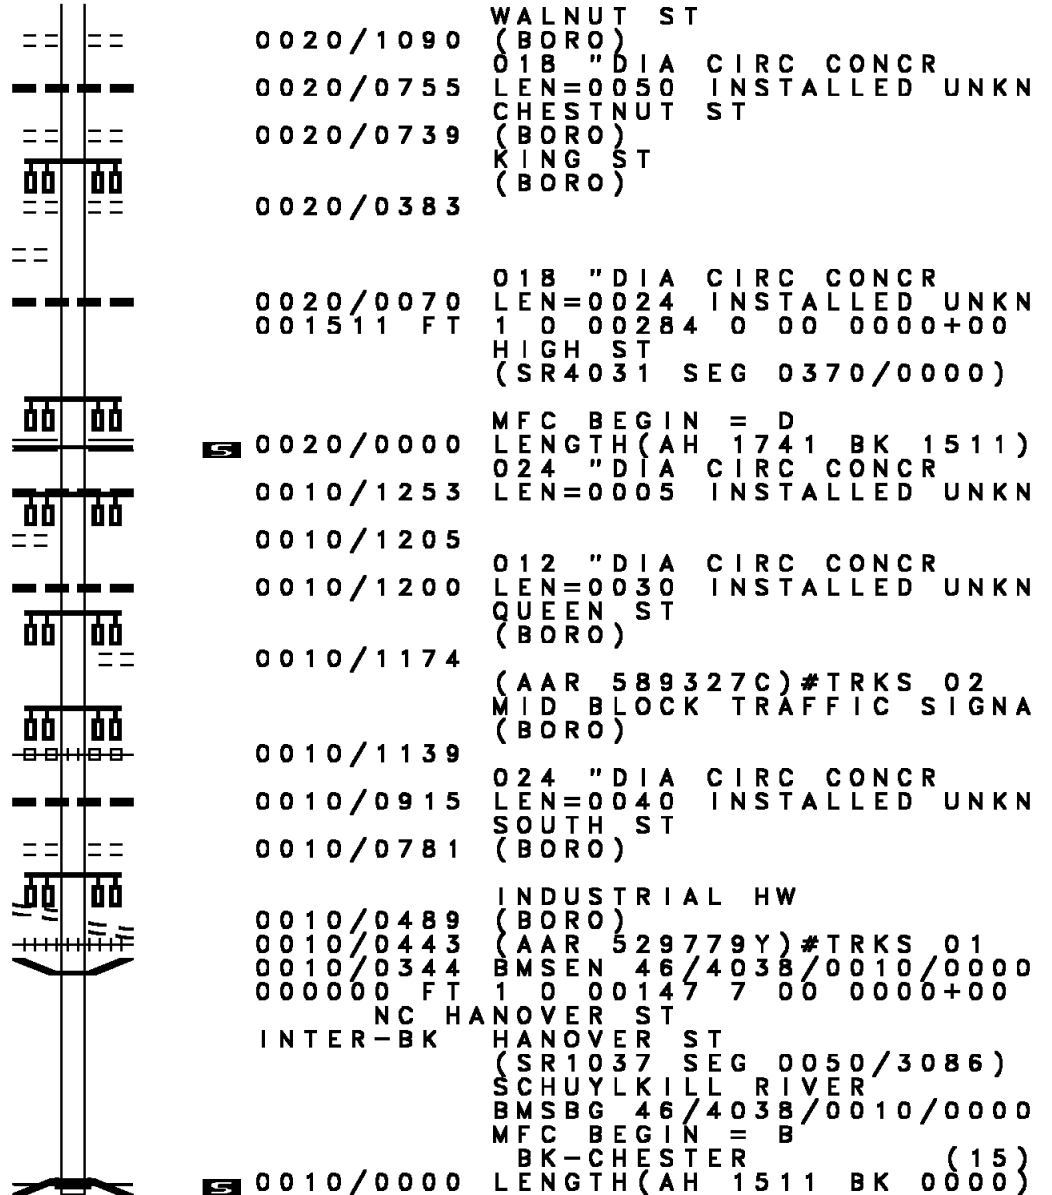 WALNUT ST
0020/1090 (BORO)
018 "DIA CIRC CONCR
0020/0755 LEN=0050 INSTALLED UNKN
CHESTNUT ST
0020/0739 (BORO)
KING ST
(BORO)
0020/0383
018 "DIA CIRC CONCR
0020/0070 LEN=0024 INSTALLED UNKN
001511 FT 1 0 00284 0 00 0000+00
HIGH ST
(SR4031 SEG 0370/0000)
MFC BEGIN = D
S 0020/0000 LENGTH(AH 1741 BK 1511)
024 "DIA CIRC CONCR
0010/1253 LEN=0005 INSTALLED UNKN
0010/1205
012 "DIA CIRC CONCR
0010/1200 LEN=0030 INSTALLED UNKN
QUEEN ST
(BORO)
0010/1174
(AAR 589327C)#TRKS 02
MID BLOCK TRAFFIC SIGNA
(BORO)
0010/1139
024 "DIA CIRC CONCR
0010/0915 LEN=0040 INSTALLED UNKN
SOUTH ST
0010/0781 (BORO)
INDUSTRIAL HW
0010/0489 (BORO)
0010/0443 (AAR 529779Y)#TRKS 01
0010/0344 BMSEN 46/4038/0010/0000
000000 FT 1 0 00147 7 00 0000+00
NC HANOVER ST
INTER-BK HANOVER ST
(SR1037 SEG 0050/3086)
SCHUYLKILL RIVER
BMSBG 46/4038/0010/0000
MFC BEGIN = B
BK-CHESTER (15)
S 0010/0000 LENGTH(AH 1511 BK 0000)